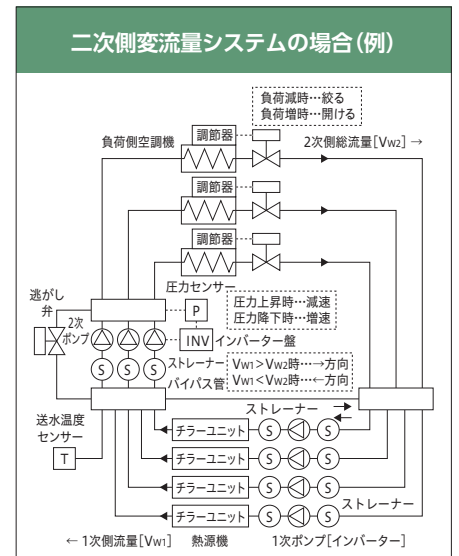 二次側変流量システムの場合(例)
負荷減時…絞る
負荷増時…開ける
調節器
負荷側空調機
2次側総流量[Vw2] →
調節器
調節器
圧力センサー
逃がし
弁
2次
ポンプ
P
圧力上昇時…減速
圧力降下時…増速
INV
インバーター盤
S
S
S
ストレーナー
バイパス管
Vw1>Vw2時…→方向
Vw1<Vw2時…←方向
送水温度
センサー
T
ストレーナー
チラーユニット
S
S
チラーユニット
S
S
チラーユニット
S
S
チラーユニット
S
S
ストレーナー
← 1次側流量[Vw1]
熱源機
1次ポンプ[インバーター]